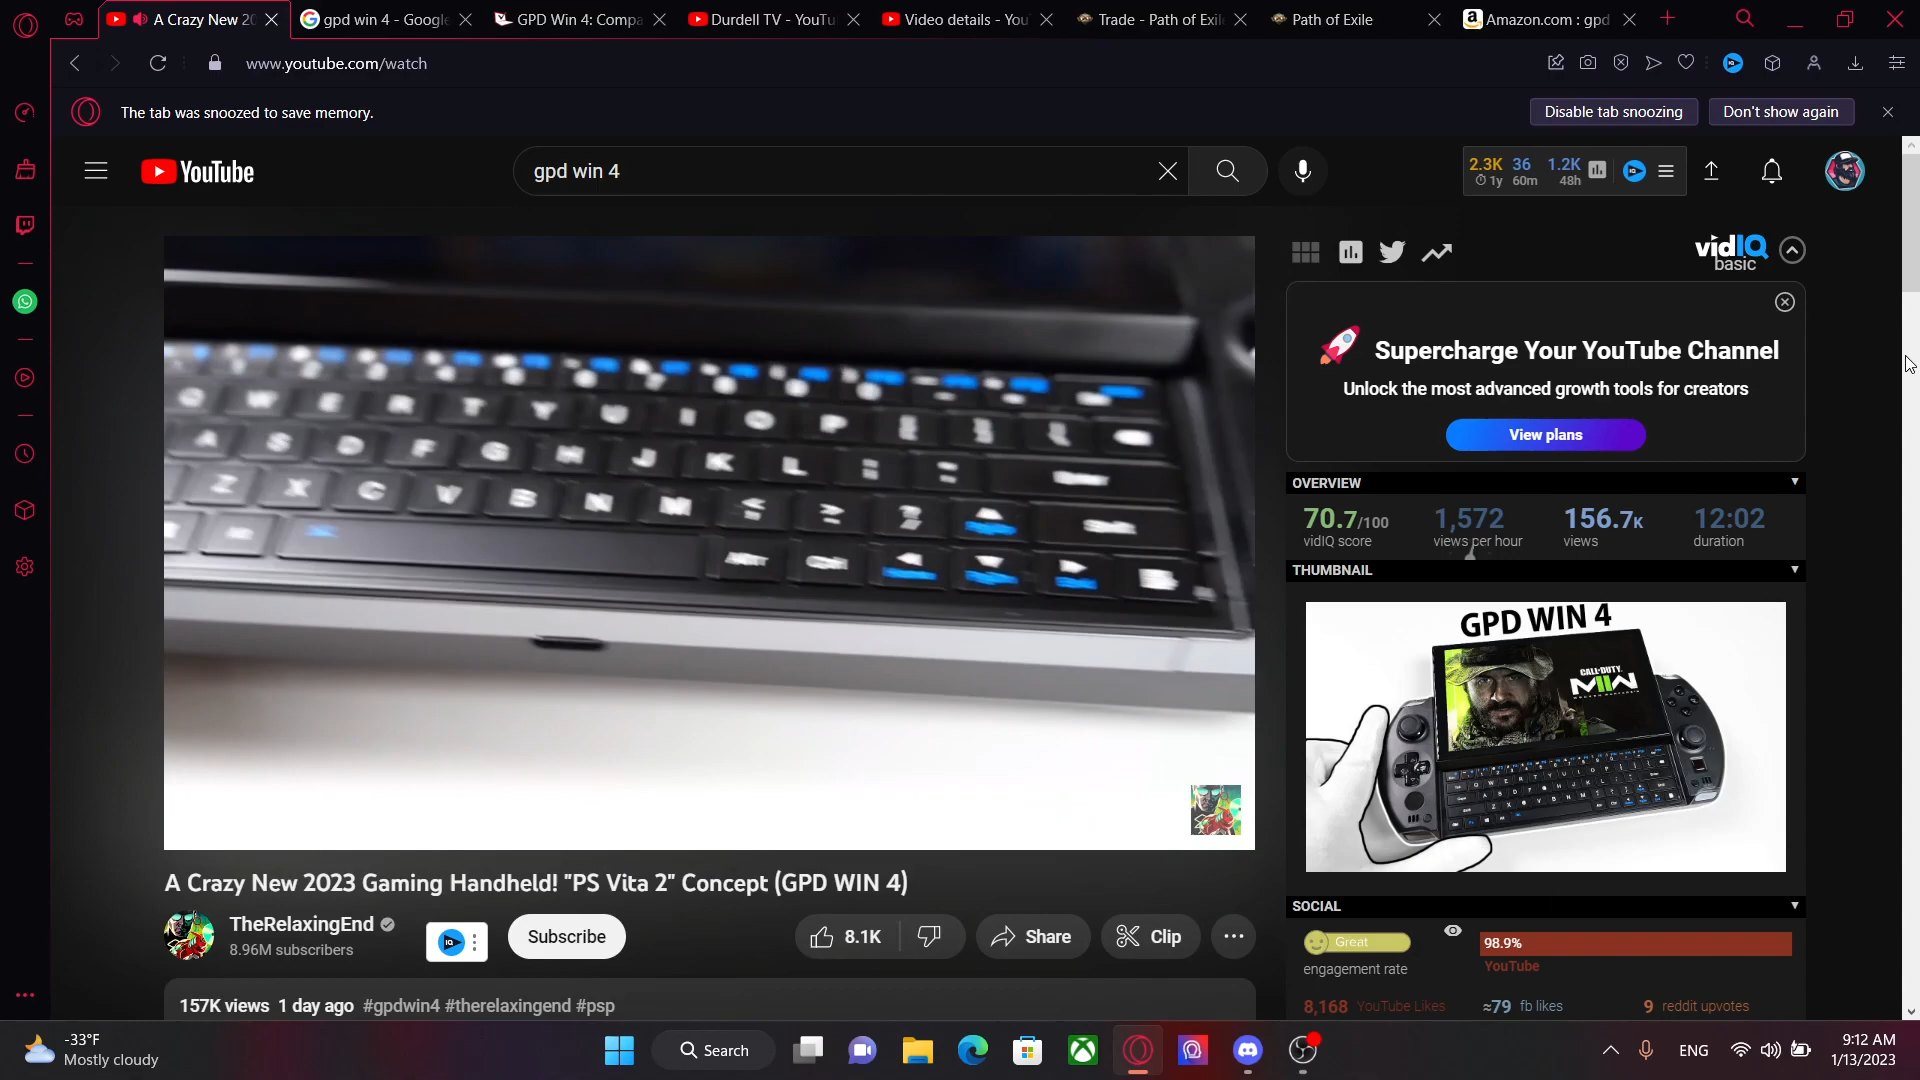 A Crazy New 20
gpd win 4 - Google
GPD Win 4: Compa
Durdell TV - YouTu
Video details - You
Trade - Path of Exile
Path of Exile
Amazon.com : gpd
www.youtube.com/watch
The tab was snoozed to save memory.
Disable tab snoozing
Don't show again
YouTube
gpd win 4
2.3K 36 1.2K
1y 60m 48h
vidIQ
basic
Supercharge Your YouTube Channel
Unlock the most advanced growth tools for creators
View plans
OVERVIEW
70.7/100 1,572 156.7K 12:02
vidIQ score views per hour views duration
THUMBNAIL
GPD WIN 4
CALL·DUTY
MWII
A Crazy New 2023 Gaming Handheld! "PS Vita 2" Concept (GPD WIN 4)
TheRelaxingEnd
8.96M subscribers
Subscribe
8.1K
Share
Clip
157K views 1 day ago #gpdwin4 #therelaxingend #psp
SOCIAL
Great
engagement rate
98.9%
YouTube
8,168 YouTube Likes ≈79 fb likes 9 reddit upvotes
-33°F
Mostly cloudy
Search
ENG
9:12 AM
1/13/2023